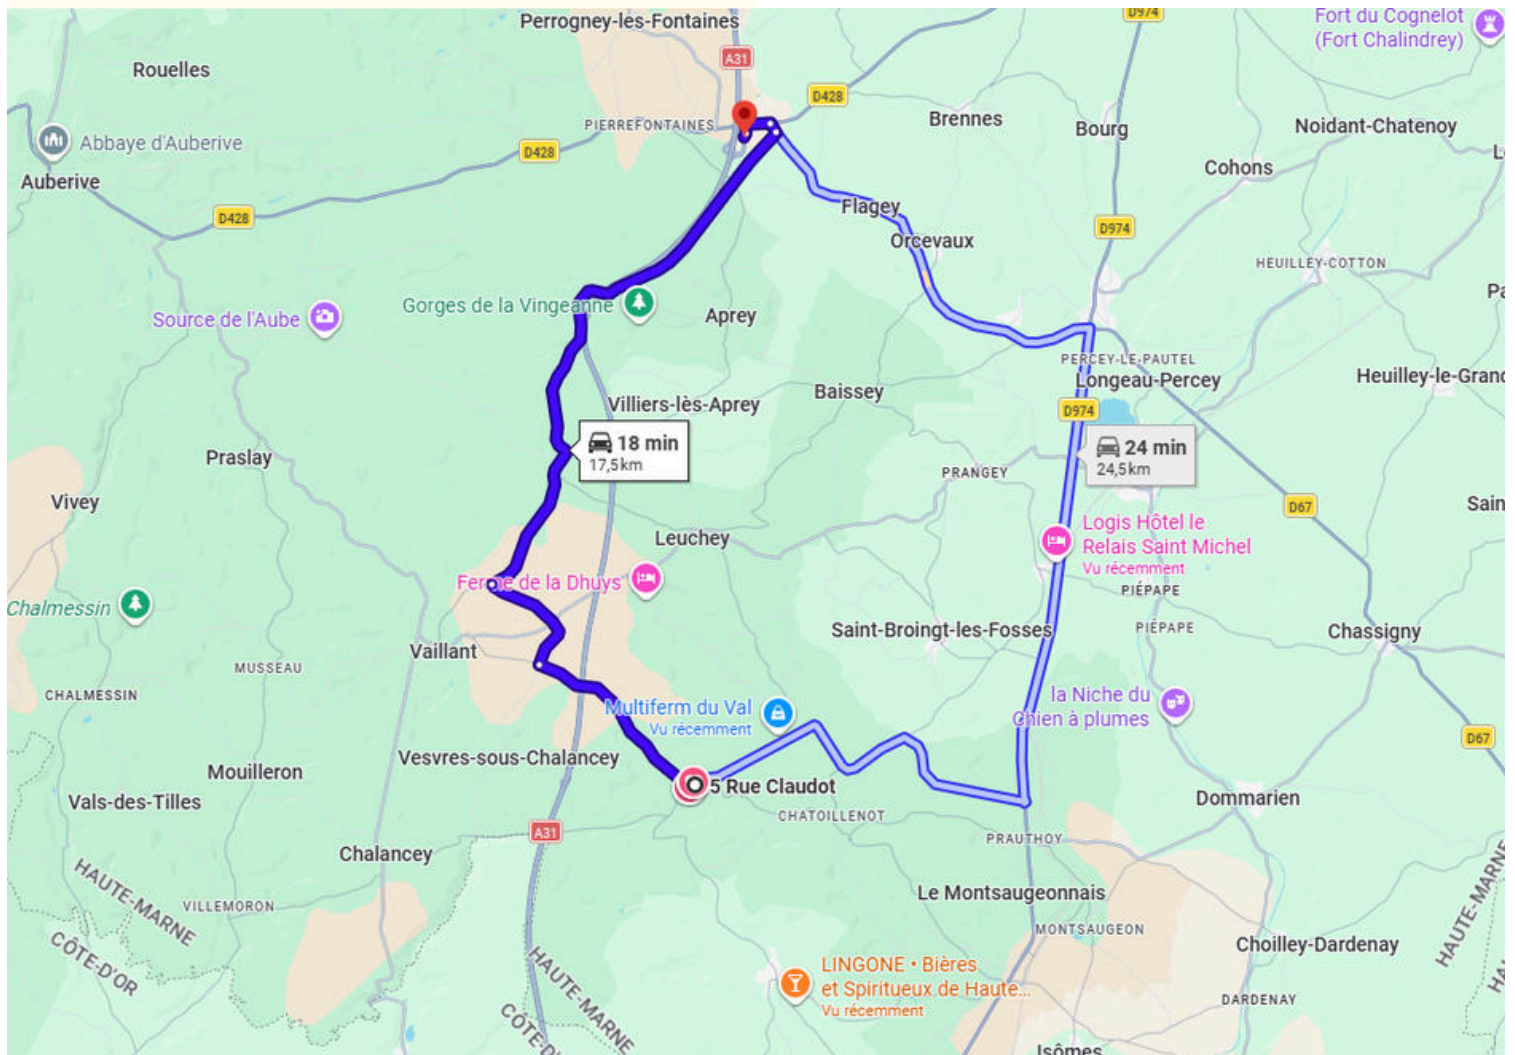 D974
Fort du Cognelot
(Fort Chalindrey)
Perrogney-les-Fontaines
A31
Rouelles
D428
PIERREFONTAINES
Brennes
Bourg
Noidant-Chatenoy
Abbaye d'Auberive
D428
Auberive
Cohons
D428
Flagey
D974
Orcevaux
HEUILLEY-COTTON
Gorges de la Vingeanne
Source de l'Aube
Aprey
PERCEY-LE-PAUTEL
Longeau-Percey
Heuilley-le-Grand
Baissey
Villiers-lès-Aprey
D974
18 min
17,5 km
24 min
24,5 km
Praslay
PRANGEY
Vivey
D67
Sain
Logis Hôtel le
Relais Saint Michel
Vu récemment
Leuchey
Ferme de la Dhuys
PIÉPAPE
Chalmessin
PIÉPAPE
Saint-Broingt-les-Fosses
Chassigny
Vaillant
MUSSEAU
CHALMESSIN
la Niche du
Chien à plumes
Multiferm du Val
Vu récemment
D67
Vesvres-sous-Chalancey
Mouilleron
5 Rue Claudot
Vals-des-Tilles
Dommarien
CHATOILLENOT
A31
PRAUTHOY
Chalancey
HAUTE-MARNE
CÔTE-D'OR
VILLEMORON
Le Montsaugeonnais
MONTSAUGEON
HAUTE-MARNE
Choilley-Dardenay
HAUTE-MARNE
CÔTE-D'
LINGONE • Bières
et Spiritueux de Haute...
Vu récemment
DARDENAY
Isômes